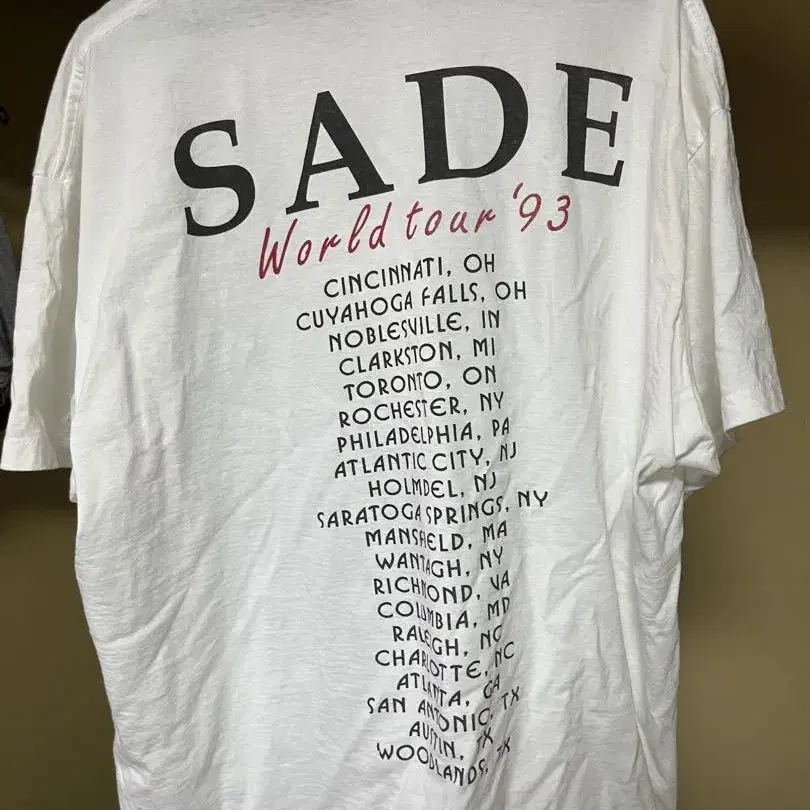 SADE
World tour '93
CINCINNATI, OH
CUYAHOGA FALLS, OH
NOBLESVILLE, IN
CLARKSTON, MI
TORONTO, ON
ROCHESTER, NY
PHILADELPHIA, PA
ATLANTIC CITY, NJ
HOLMDEL, NJ
SARATOGA SPRINGS, NY
MANSFIELD, MA
WANTAGH, NY
RICHMOND, VA
COLUMBIA, MD
RALEIGH, NC
CHARLOTTE, NC
ATLANTA, GA
SAN ANTONIO, TX
AUSTIN, TX
WOODLANDS, TX